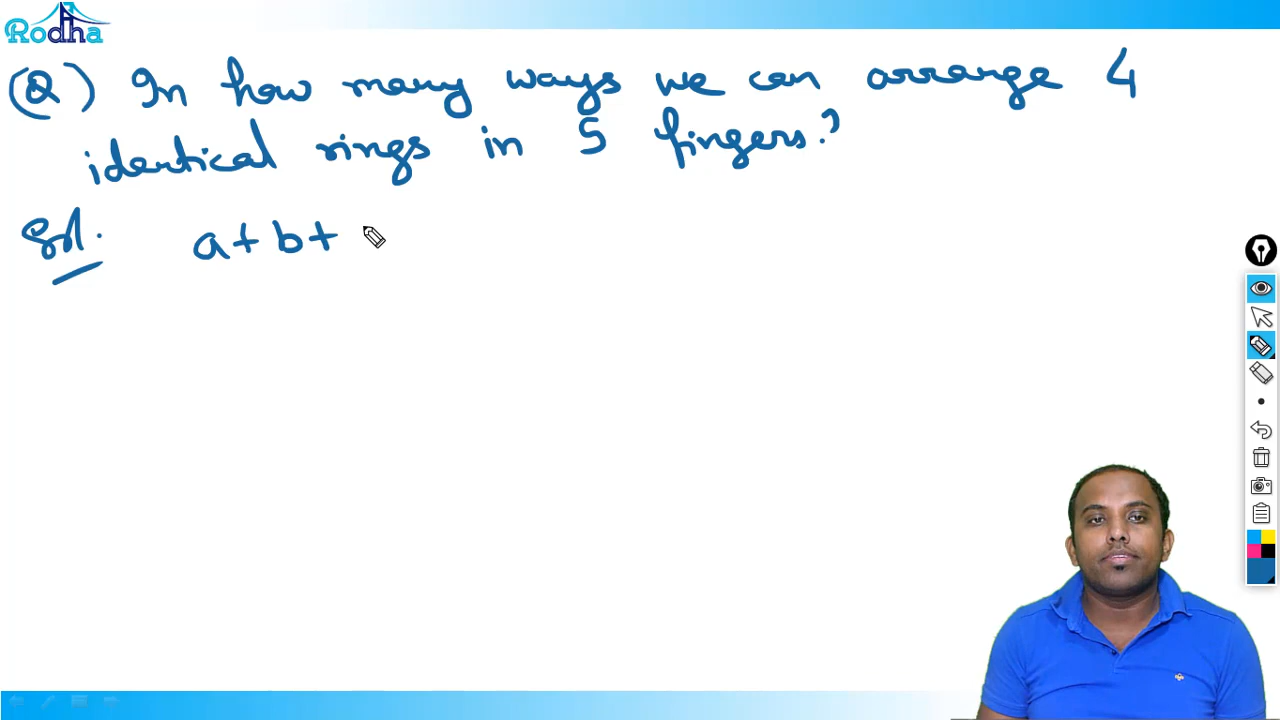 Rodha
(Q) In how many ways we can arrange 4
identical rings in 5 fingers?
Sol. a+b+